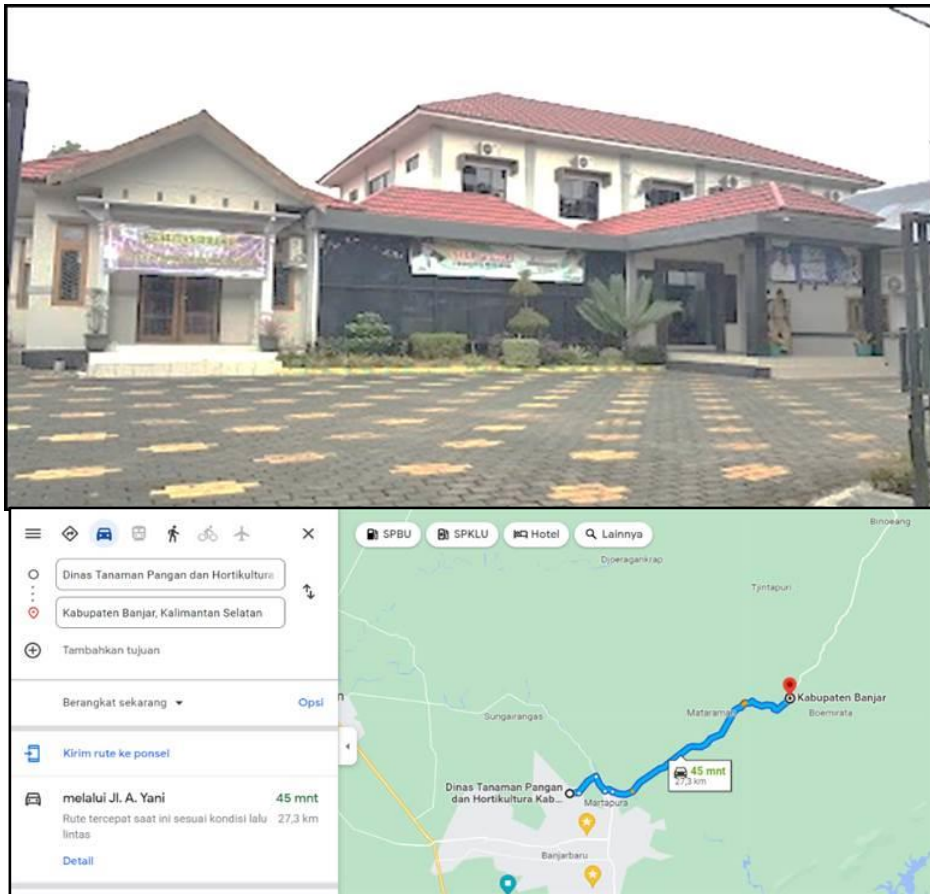 Dinas Tanaman Pangan dan Hortikultura
Kabupaten Banjar, Kalimantan Selatan
Tambahkan tujuan
Berangkat sekarang
Opsi
Kirim rute ke ponsel
melalui Jl. A. Yani
45 mnt
Rute tercepat saat ini sesuai kondisi lalu
lintas
27,3 km
Detail
SPBU
SPKLU
Hotel
Lainnya
Binoeang
Djoeragankrap
Tjintapuri
n
Kabupaten Banjar
Mataraman
Boemirata
Sungairangas
45 mnt
27,3 km
Dinas Tanaman Pangan
dan Hortikultura Kab...
Martapura
Banjarbaru